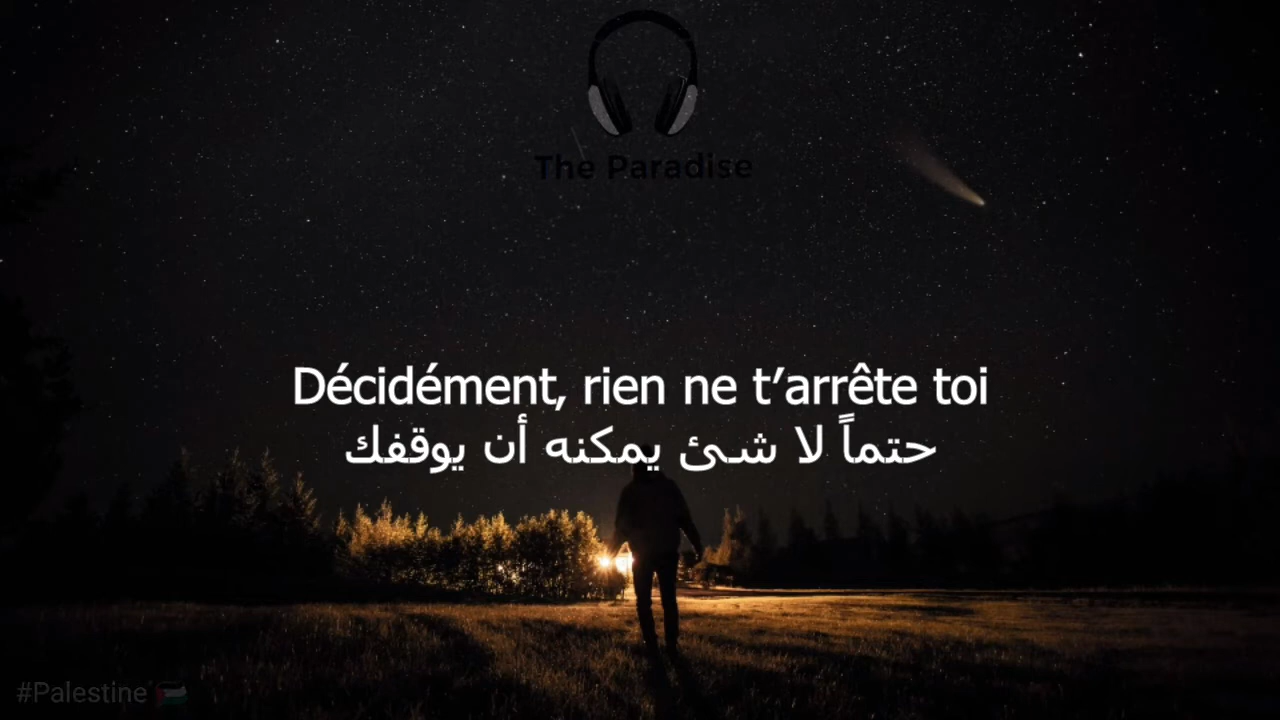 The Paradise
Décidément, rien ne t’arrête toi
حتماً لا شئ يمكنه أن يوقفك
#Palestine 🇵🇸